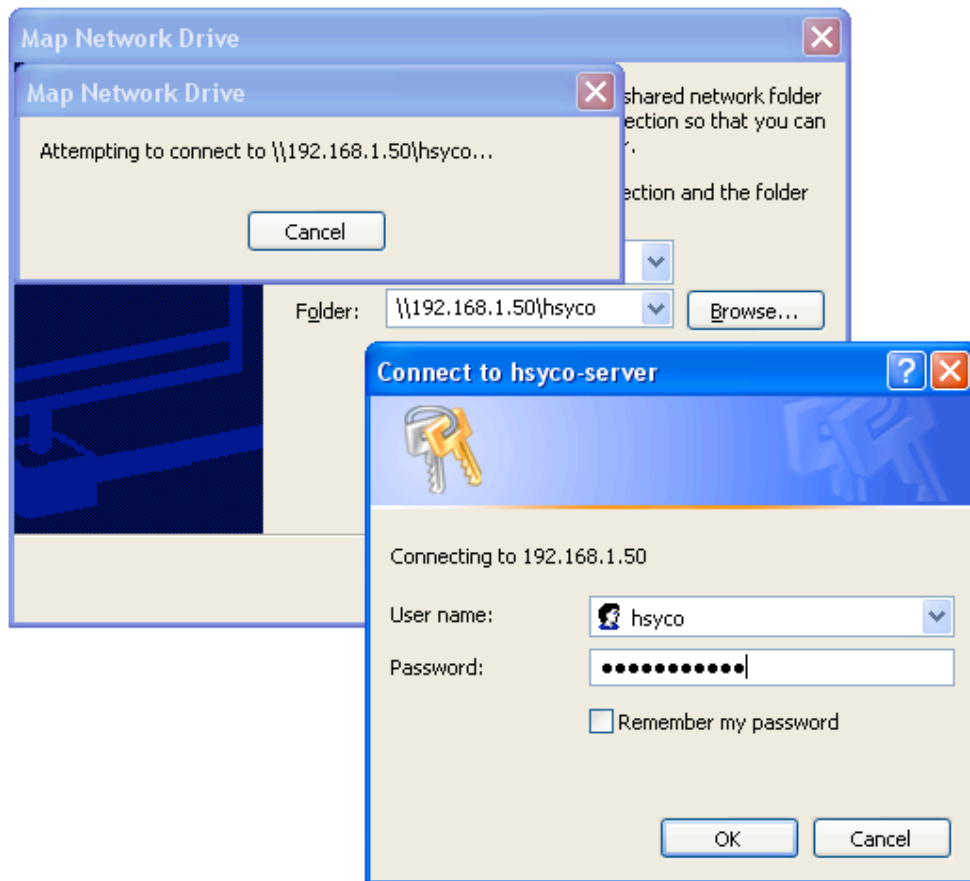 Map Network Drive
Map Network Drive
Attempting to connect to \\192.168.1.50\hsyco...
Cancel
shared network folder
ection so that you can
ection and the folder
Folder:
\\192.168.1.50\hsyco
Browse...
Connect to hsyco-server
Connecting to 192.168.1.50
User name:
hsyco
Password:
●●●●●●●●●●●
Remember my password
OK
Cancel